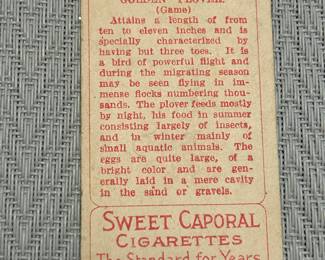 GOLDEN PLOVER
(Game)
Attains a length of from
ten to eleven inches and is
specially characterized by
having but three toes. It is
a bird of powerful flight and
during the migrating season
may be seen flying in im-
mense flocks numbering thou-
sands. The plover feeds mostly
by night, his food in summer
consisting largely of insects,
and in winter mainly of
small aquatic animals. The
eggs are quite large, of a
bright color and are gen-
erally laid in a mere cavity
in the sand or gravels.
SWEET CAPORAL
CIGARETTES
The Standard for Years